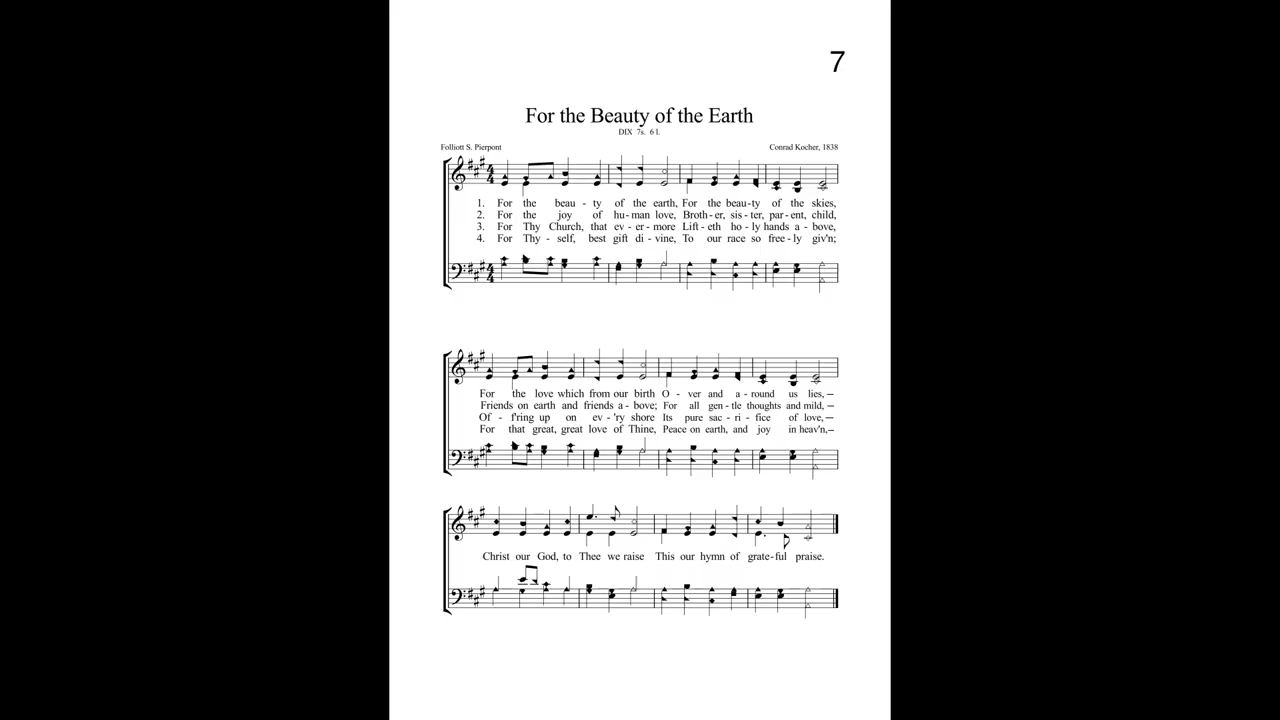 7
For the Beauty of the Earth
DIX 7s. 6 l.
Folliott S. Pierpont
Conrad Kocher, 1838
1. For the beau - ty of the earth, For the beau-ty of the skies,
2. For the joy of hu - man love, Broth - er, sis - ter, par - ent, child,
3. For Thy Church, that ev - er - more Lift - eth ho - ly hands a - bove,
4. For Thy - self, best gift di - vine, To our race so free - ly giv'n;
For the love which from our birth O - ver and a - round us lies, —
Friends on earth and friends a - bove; For all gen - tle thoughts and mild, —
Of - f'ring up on ev - 'ry shore Its pure sac - ri - fice of love, —
For that great, great love of Thine, Peace on earth, and joy in heav'n, —
Christ our God, to Thee we raise This our hymn of grate-ful praise.